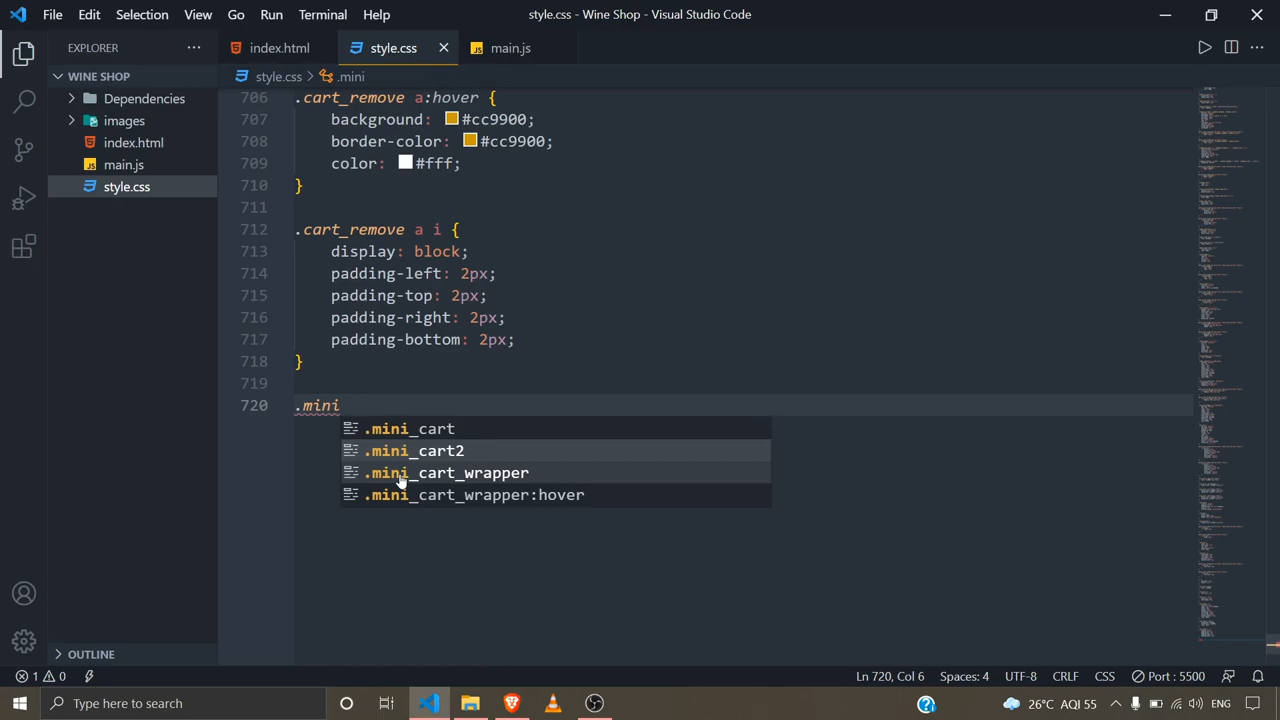 File Edit Selection View Go Run Terminal Help
style.css - Wine Shop - Visual Studio Code
EXPLORER
index.html
style.css
main.js
WINE SHOP
style.css > .mini
Dependencies
images
index.html
main.js
style.css
706 .cart_remove a:hover {
707 background: #cc9900;
708 border-color: #cc9900;
709 color: #fff;
710 }
711
712 .cart_remove a i {
713 display: block;
714 padding-left: 2px;
715 padding-top: 2px;
716 padding-right: 2px;
717 padding-bottom: 2px;
718 }
719
720 .mini
.mini_cart
.mini_cart2
.mini_cart_wrapper
.mini_cart_wrapper:hover
OUTLINE
1 0
Ln 720, Col 6
Spaces: 4
UTF-8
CRLF
CSS
Port : 5500
Type here to search
26°C AQI 55
ENG